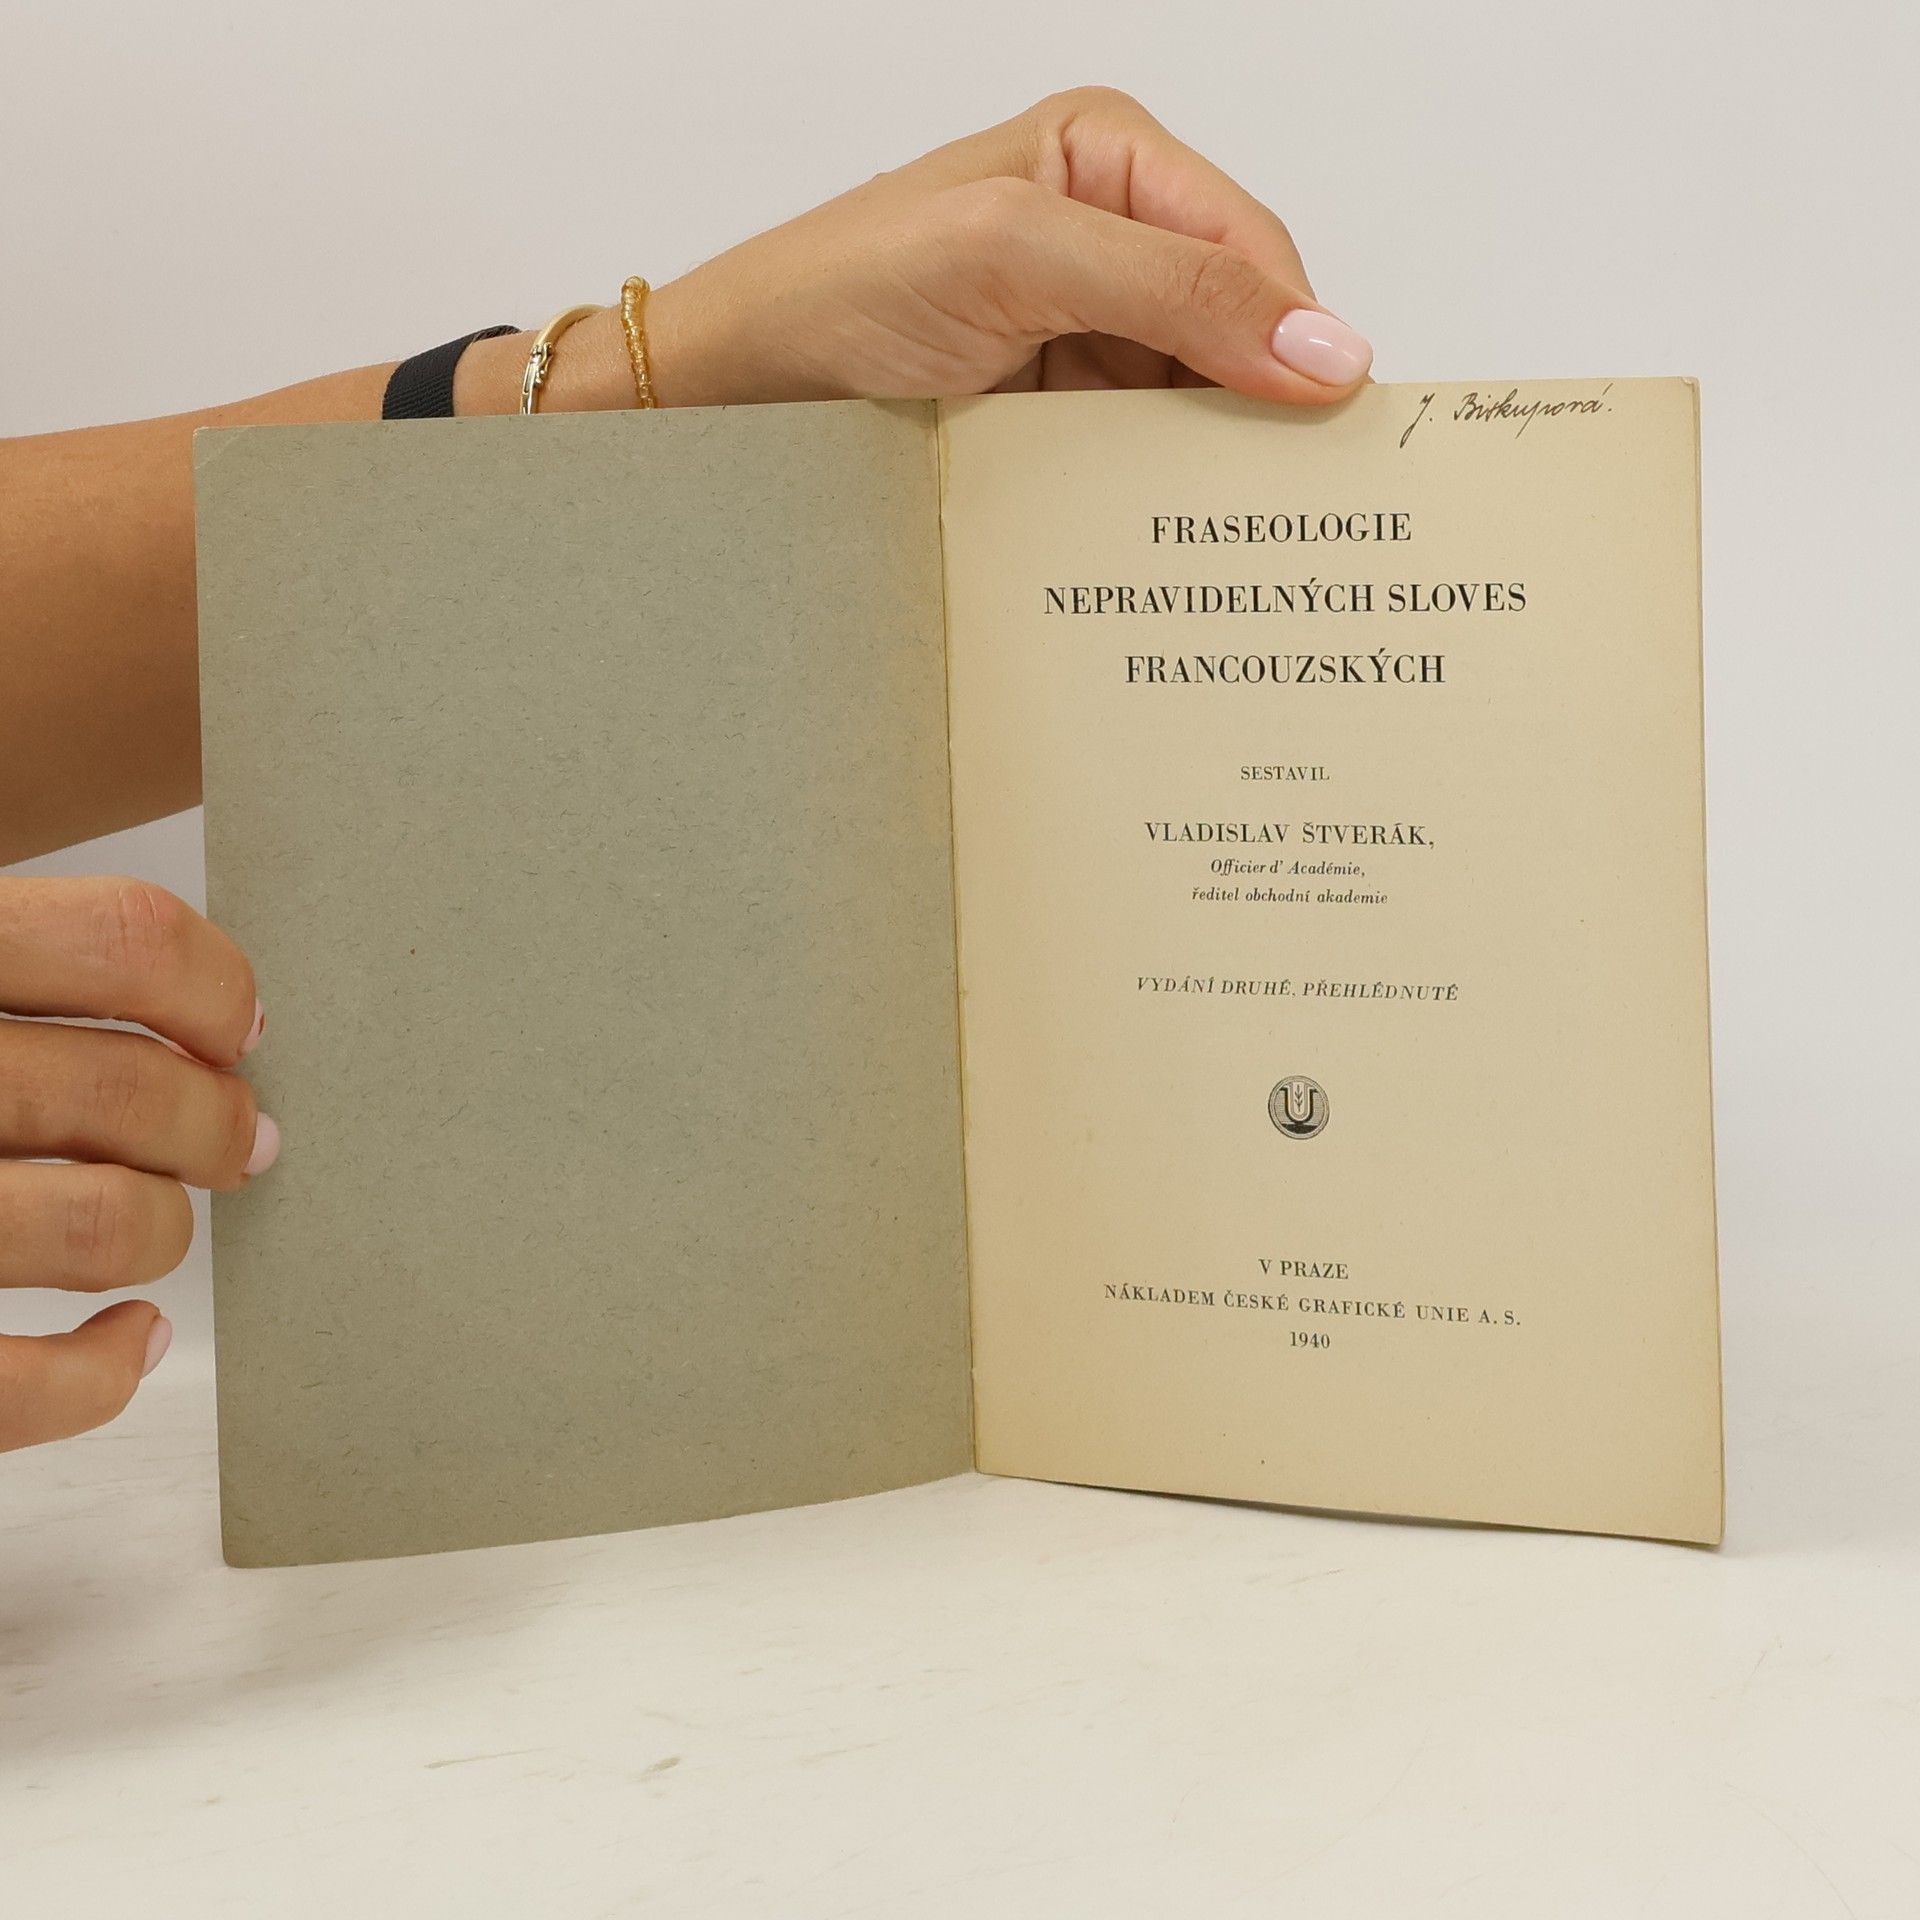 J. Biskupová.
FRASEOLOGIE
NEPRAVIDELNÝCH SLOVES
FRANCOUZSKÝCH
SESTAVIL
VLADISLAV ŠTVERÁK,
Officier d' Académie,
ředitel obchodní akademie
VYDÁNÍ DRUHÉ, PŘEHLÉDNUTÉ
U
V PRAZE
NÁKLADEM ČESKÉ GRAFICKÉ UNIE A. S.
1940